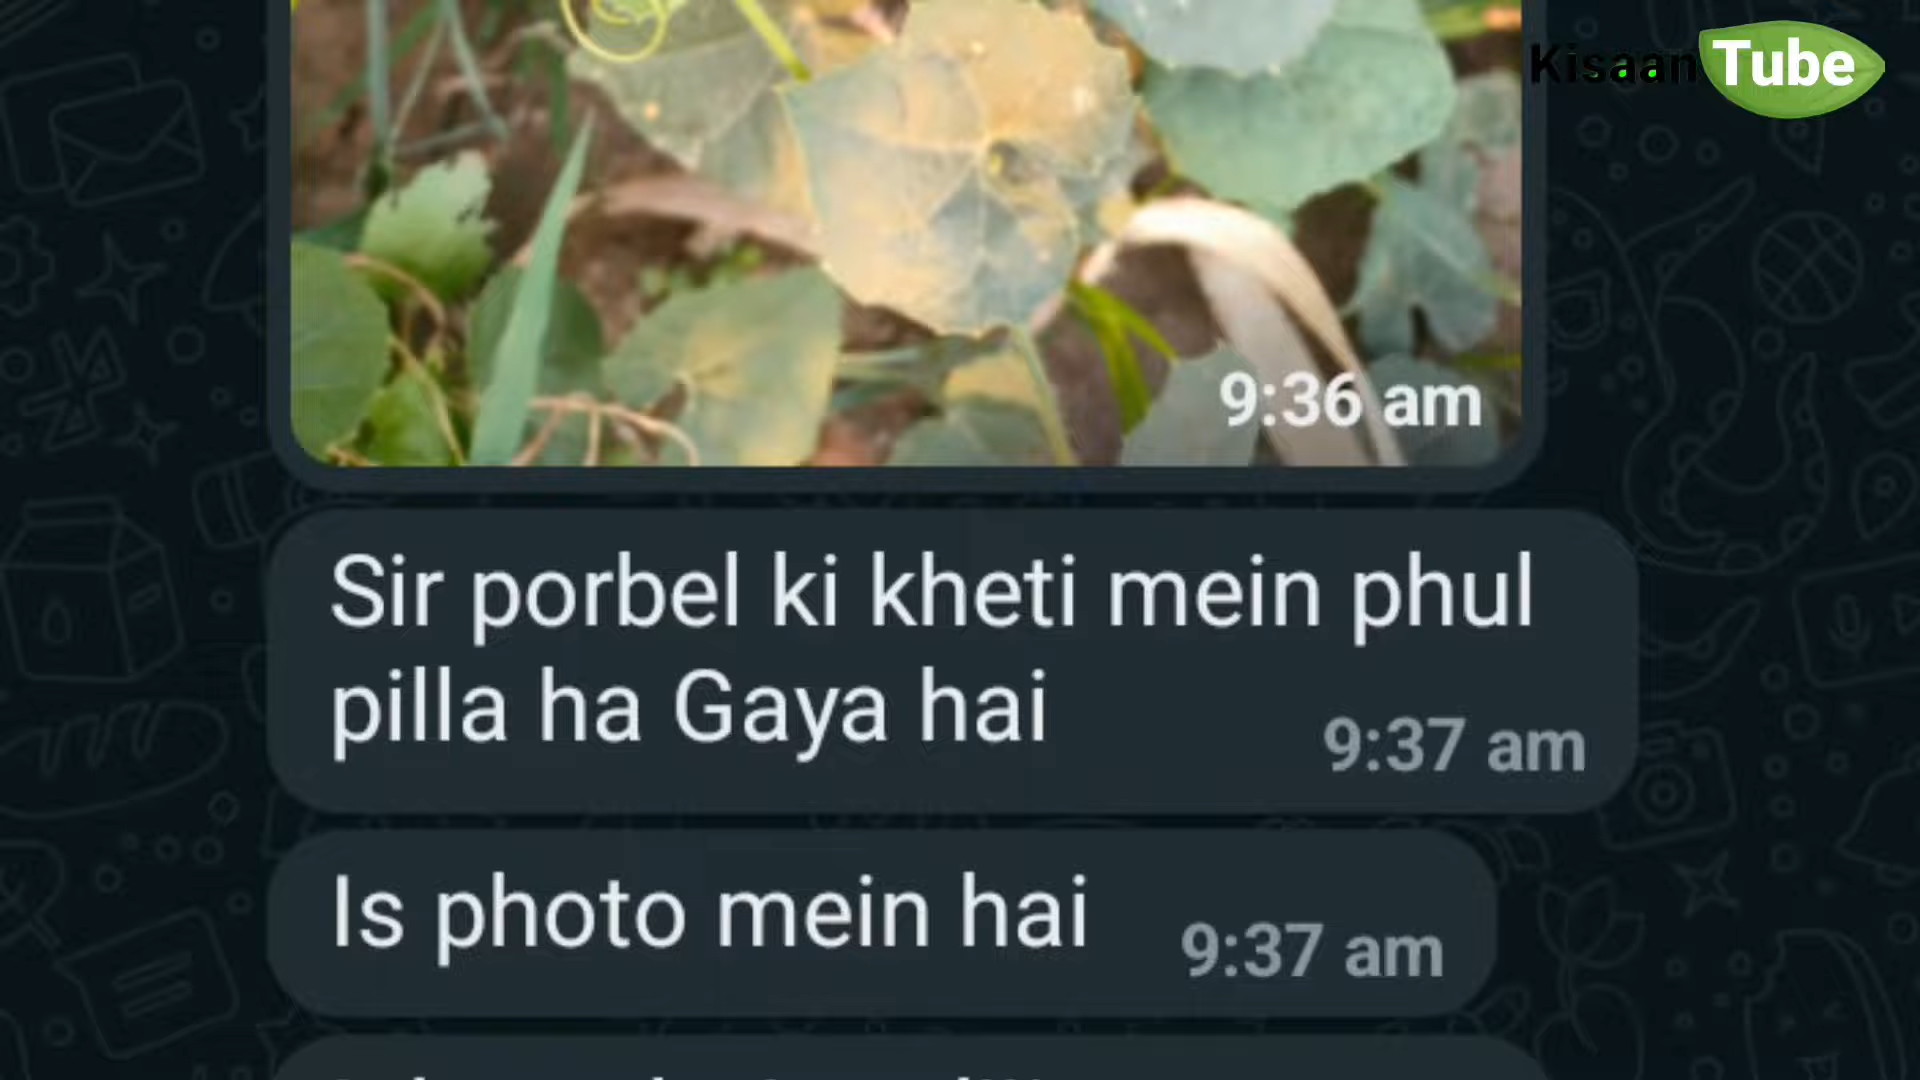 Kisaan Tube
9:36 am
Sir porbel ki kheti mein phul
pilla ha Gaya hai
9:37 am
Is photo mein hai
9:37 am